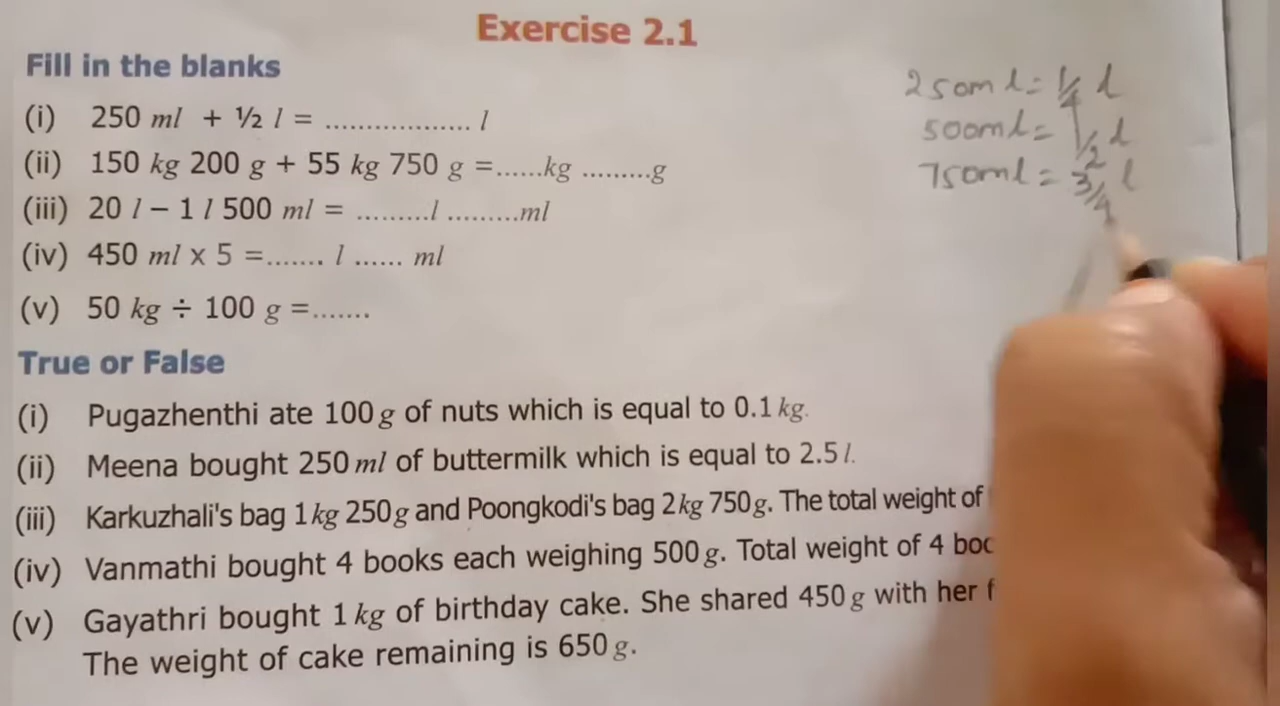 Exercise 2.1
Fill in the blanks
(i) 250 ml + ½ l = .................. l
(ii) 150 kg 200 g + 55 kg 750 g =......kg .........g
(iii) 20 l – 1 l 500 ml = .........l .........ml
(iv) 450 ml x 5 =....... l ...... ml
(v) 50 kg ÷ 100 g =.......
250ml = 1/4 l
500ml = 1/2 l
750ml = 3/4 l
True or False
(i) Pugazhenthi ate 100 g of nuts which is equal to 0.1 kg.
(ii) Meena bought 250 ml of buttermilk which is equal to 2.5 l.
(iii) Karkuzhali's bag 1 kg 250 g and Poongkodi's bag 2 kg 750 g. The total weight of
(iv) Vanmathi bought 4 books each weighing 500 g. Total weight of 4
(v) Gayathri bought 1 kg of birthday cake. She shared 450 g with her
The weight of cake remaining is 650 g.